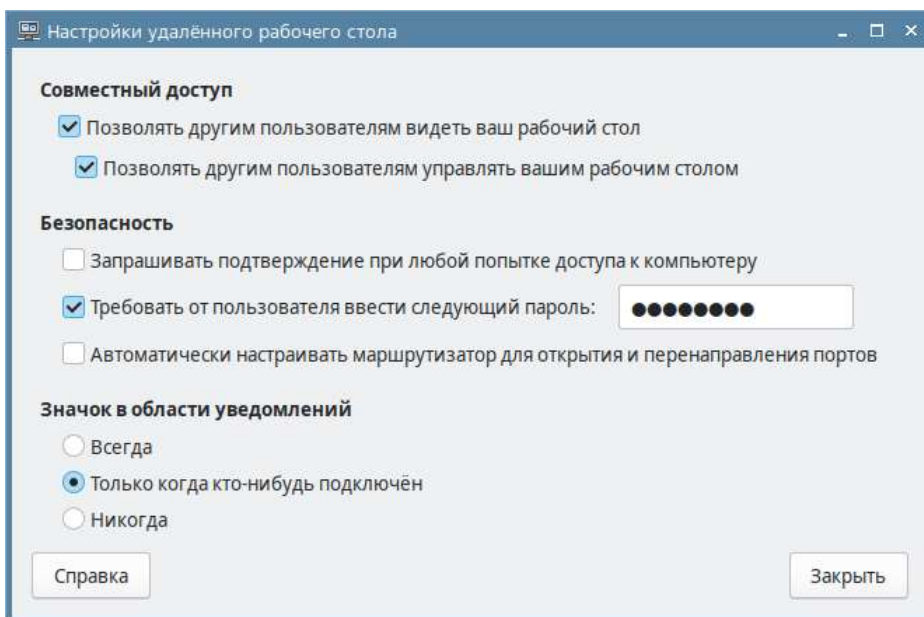 Настройки удалённого рабочего стола
Совместный доступ
Позволять другим пользователям видеть ваш рабочий стол
Позволять другим пользователям управлять вашим рабочим столом
Безопасность
Запрашивать подтверждение при любой попытке доступа к компьютеру
Требовать от пользователя ввести следующий пароль: ●●●●●●●●
Автоматически настраивать маршрутизатор для открытия и перенаправления портов
Значок в области уведомлений
Всегда
Только когда кто-нибудь подключён
Никогда
Справка Закрыть